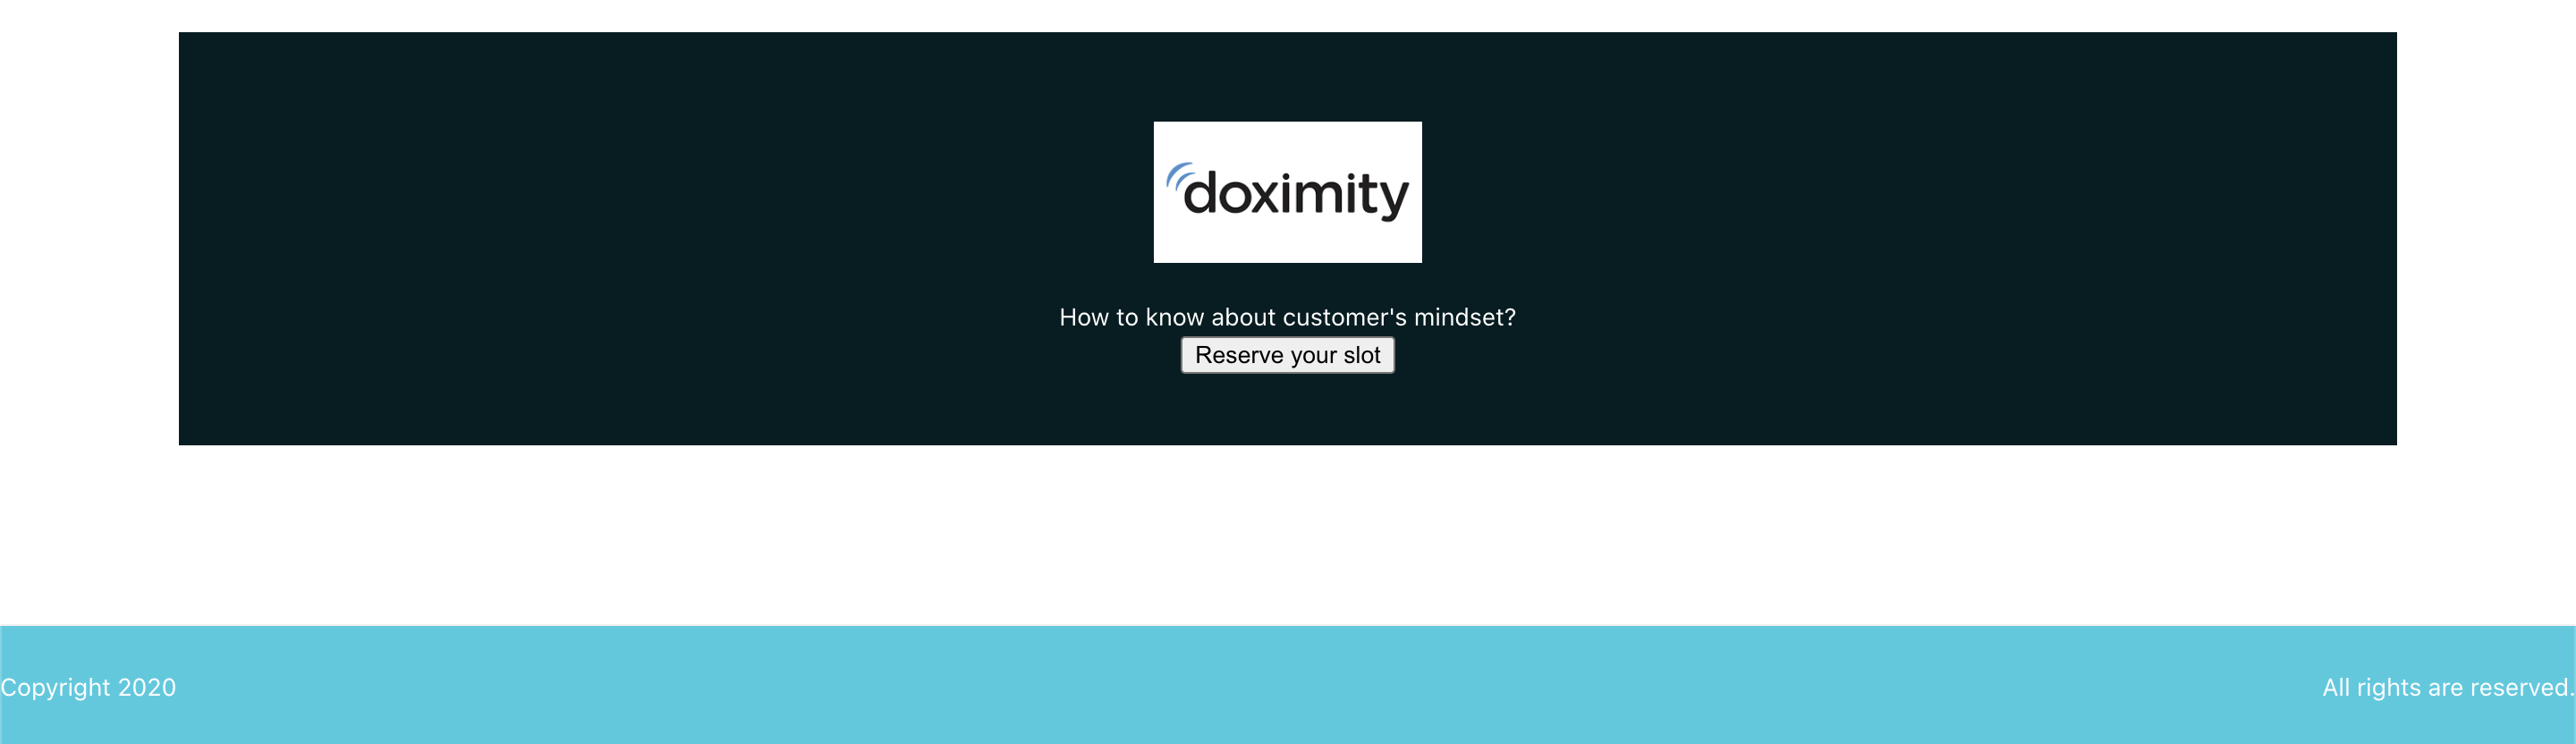 doximity
How to know about customer's mindset?
Reserve your slot
Copyright 2020
All rights are reserved.